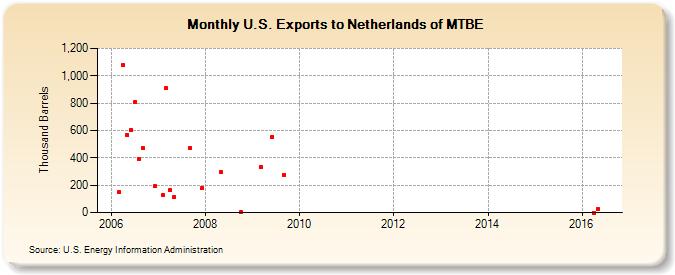 Monthly U.S. Exports to Netherlands of MTBE
Thousand Barrels
1,200
1,000
800
600
400
200
0
2006 2008 2010 2012 2014 2016
Source: U.S. Energy Information Administration